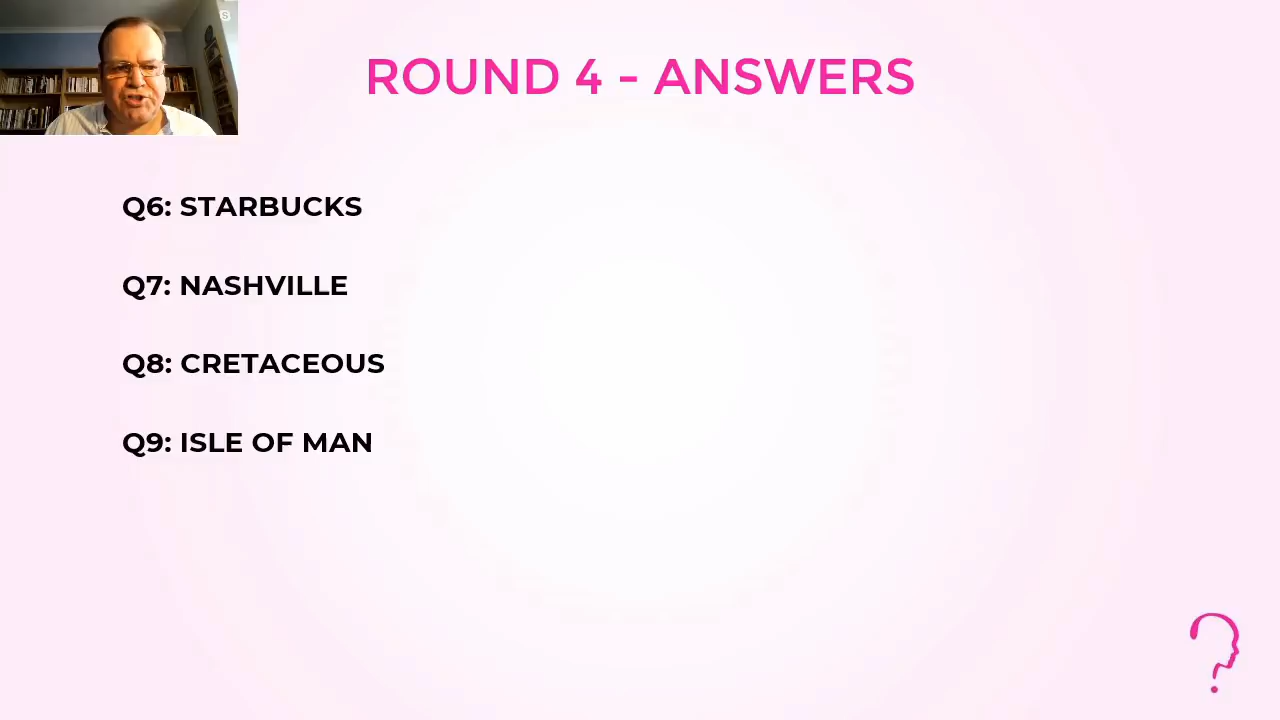 ROUND 4 - ANSWERS
Q6: STARBUCKS
Q7: NASHVILLE
Q8: CRETACEOUS
Q9: ISLE OF MAN